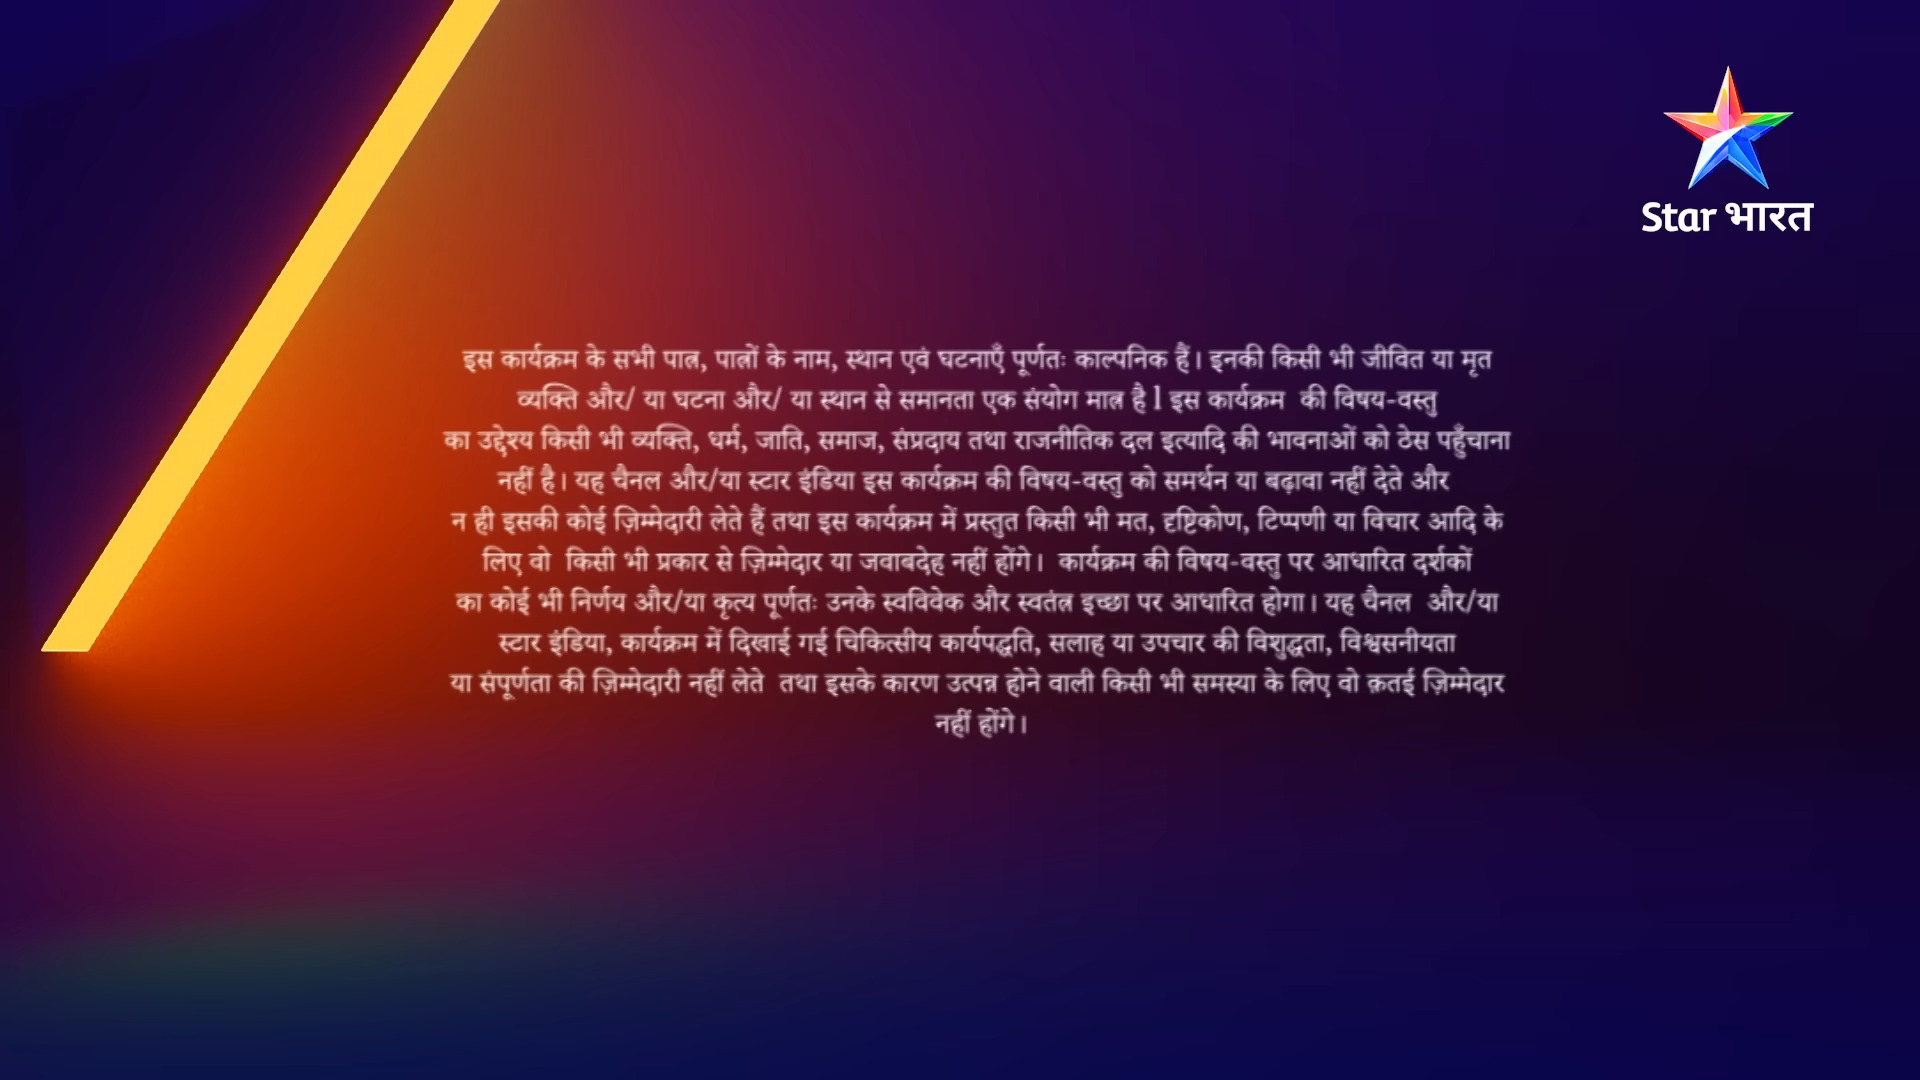 Star भारत
इस कार्यक्रम के सभी पात्र, पात्रों के नाम, स्थान एवं घटनाएँ पूर्णतः काल्पनिक हैं। इनकी किसी भी जीवित या मृत
व्यक्ति और/ या घटना और/ या स्थान से समानता एक संयोग मात्र है l इस कार्यक्रम की विषय-वस्तु
का उद्देश्य किसी भी व्यक्ति, धर्म, जाति, समाज, संप्रदाय तथा राजनीतिक दल इत्यादि की भावनाओं को ठेस पहुँचाना
नहीं है। यह चैनल और/या स्टार इंडिया इस कार्यक्रम की विषय-वस्तु को समर्थन या बढ़ावा नहीं देते और
न ही इसकी कोई ज़िम्मेदारी लेते हैं तथा इस कार्यक्रम में प्रस्तुत किसी भी मत, दृष्टिकोण, टिप्पणी या विचार आदि के
लिए वो किसी भी प्रकार से ज़िम्मेदार या जवाबदेह नहीं होंगे। कार्यक्रम की विषय-वस्तु पर आधारित दर्शकों
का कोई भी निर्णय और/या कृत्य पूर्णतः उनके स्वविवेक और स्वतंत्र इच्छा पर आधारित होगा। यह चैनल और/या
स्टार इंडिया, कार्यक्रम में दिखाई गई चिकित्सीय कार्यपद्धति, सलाह या उपचार की विशुद्धता, विश्वसनीयता
या संपूर्णता की ज़िम्मेदारी नहीं लेते तथा इसके कारण उत्पन्न होने वाली किसी भी समस्या के लिए वो क़तई ज़िम्मेदार
नहीं होंगे।